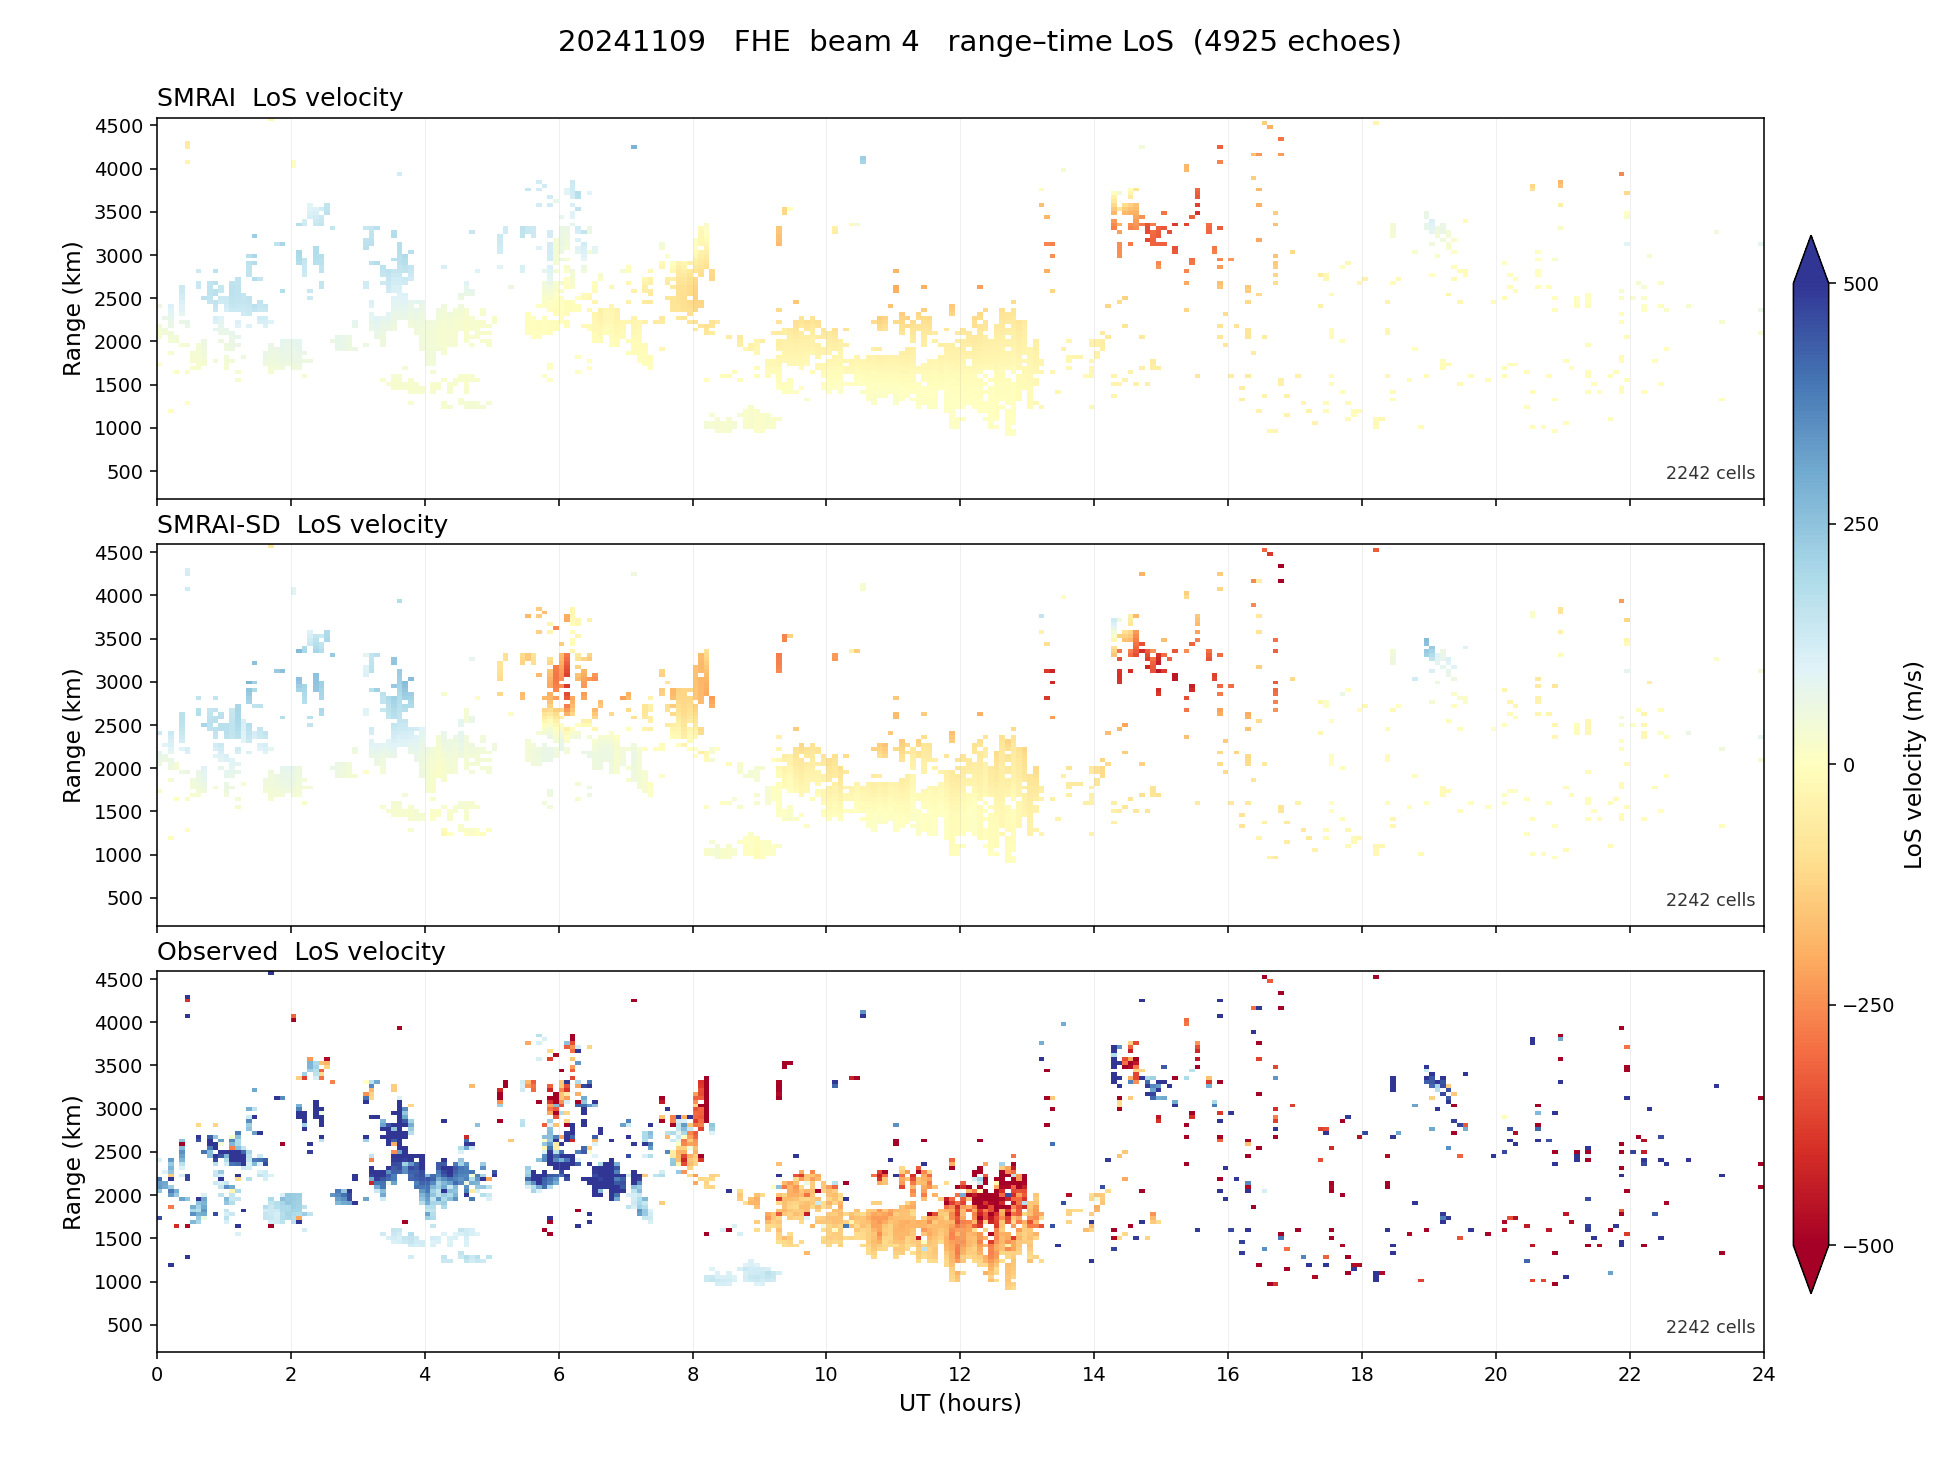 20241109   FHE  beam 4   range–time LoS  (4925 echoes)
SMRAI  LoS velocity
4500
4000
3500
3000
2500
2000
1500
1000
500
Range (km)
2242 cells
SMRAI-SD  LoS velocity
4500
4000
3500
3000
2500
2000
1500
1000
500
Range (km)
2242 cells
Observed  LoS velocity
4500
4000
3500
3000
2500
2000
1500
1000
500
Range (km)
2242 cells
0 2 4 6 8 10 12 14 16 18 20 22 24
UT (hours)
500
250
0
−250
−500
LoS velocity (m/s)